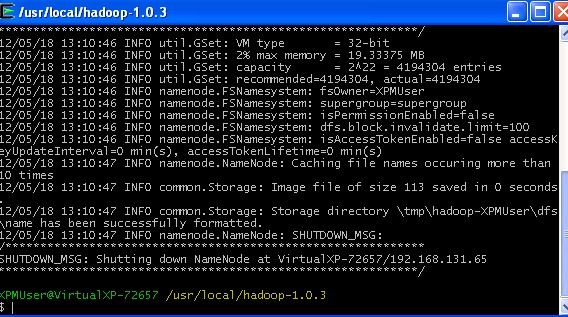 /usr/local/hadoop-1.0.3
************************************************************/
12/05/18 13:10:46 INFO util.GSet: VM type       = 32-bit
12/05/18 13:10:46 INFO util.GSet: 2% max memory = 19.33375 MB
12/05/18 13:10:46 INFO util.GSet: capacity      = 2^22 = 4194304 entries
12/05/18 13:10:46 INFO util.GSet: recommended=4194304, actual=4194304
12/05/18 13:10:46 INFO namenode.FSNamesystem: fsOwner=XPMUser
12/05/18 13:10:46 INFO namenode.FSNamesystem: supergroup=supergroup
12/05/18 13:10:46 INFO namenode.FSNamesystem: isPermissionEnabled=false
12/05/18 13:10:46 INFO namenode.FSNamesystem: dfs.block.invalidate.limit=100
12/05/18 13:10:46 INFO namenode.FSNamesystem: isAccessTokenEnabled=false accessK
eyUpdateInterval=0 min(s), accessTokenLifetime=0 min(s)
12/05/18 13:10:47 INFO namenode.NameNode: Caching file names occuring more than
10 times
12/05/18 13:10:47 INFO common.Storage: Image file of size 113 saved in 0 seconds
.
12/05/18 13:10:47 INFO common.Storage: Storage directory \tmp\hadoop-XPMUser\dfs
\name has been successfully formatted.
12/05/18 13:10:47 INFO namenode.NameNode: SHUTDOWN_MSG:
/************************************************************
SHUTDOWN_MSG: Shutting down NameNode at VirtualXP-72657/192.168.131.65
************************************************************/
XPMUser@VirtualXP-72657 /usr/local/hadoop-1.0.3
$